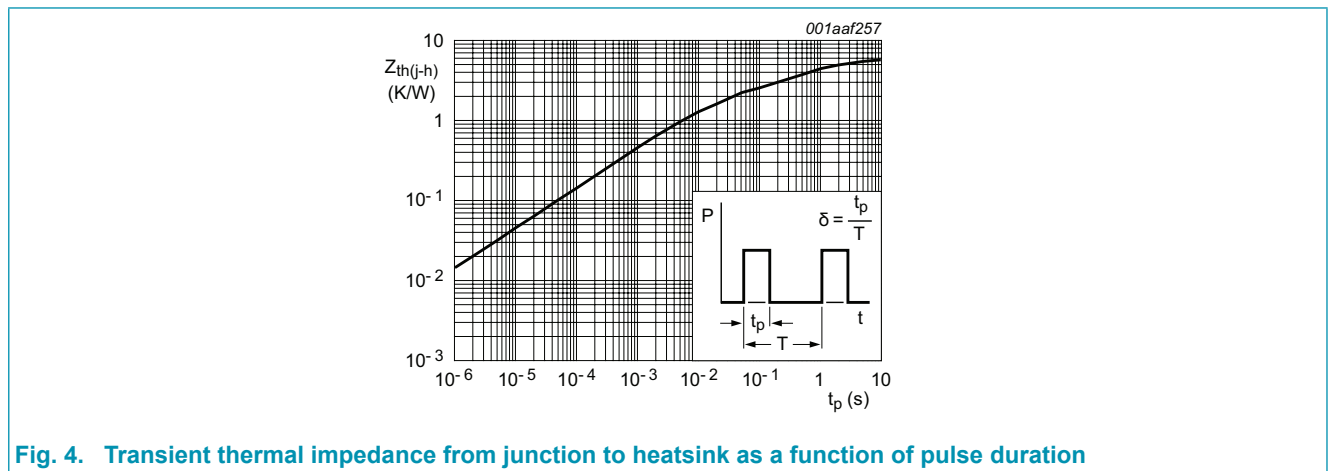 001aaf257
10
Zth(j-h)
(K/W)
1
10-1
10-2
10-3
P
δ = tp/T
tp
t
T
10-6 10-5 10-4 10-3 10-2 10-1 1 10
tp (s)
Fig. 4. Transient thermal impedance from junction to heatsink as a function of pulse duration